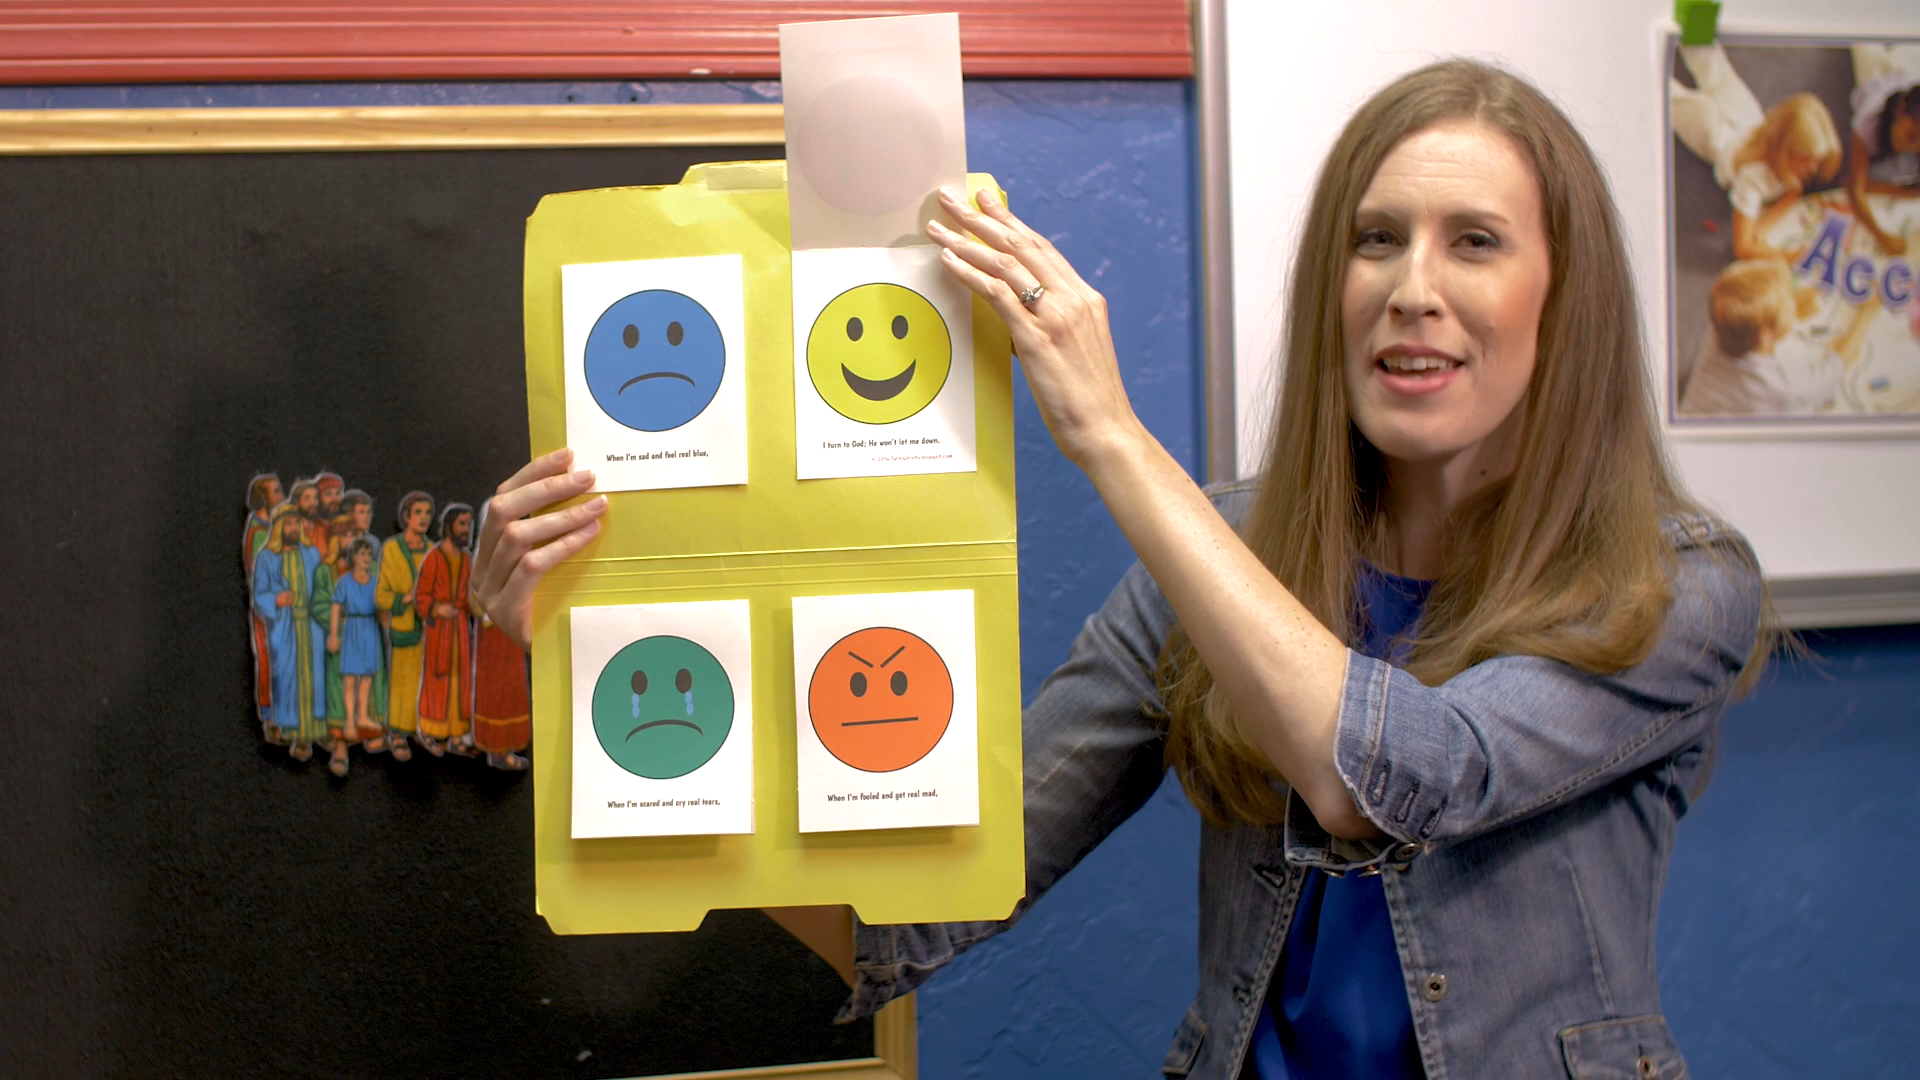 When I'm sad and feel real blue,
I turn to God; He won't let me down.
When I'm scared and cry real tears,
When I'm fooled and get real mad,
Acc